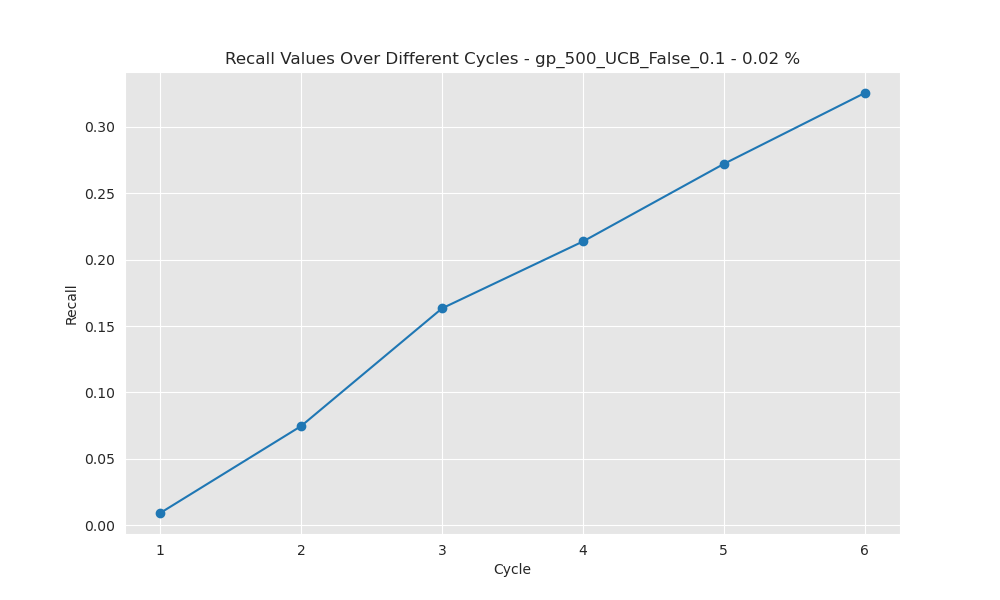 Recall Values Over Different Cycles - gp_500_UCB_False_0.1 - 0.02 %
0.30
0.25
0.20
0.15
0.10
0.05
0.00
Recall
1 2 3 4 5 6
Cycle